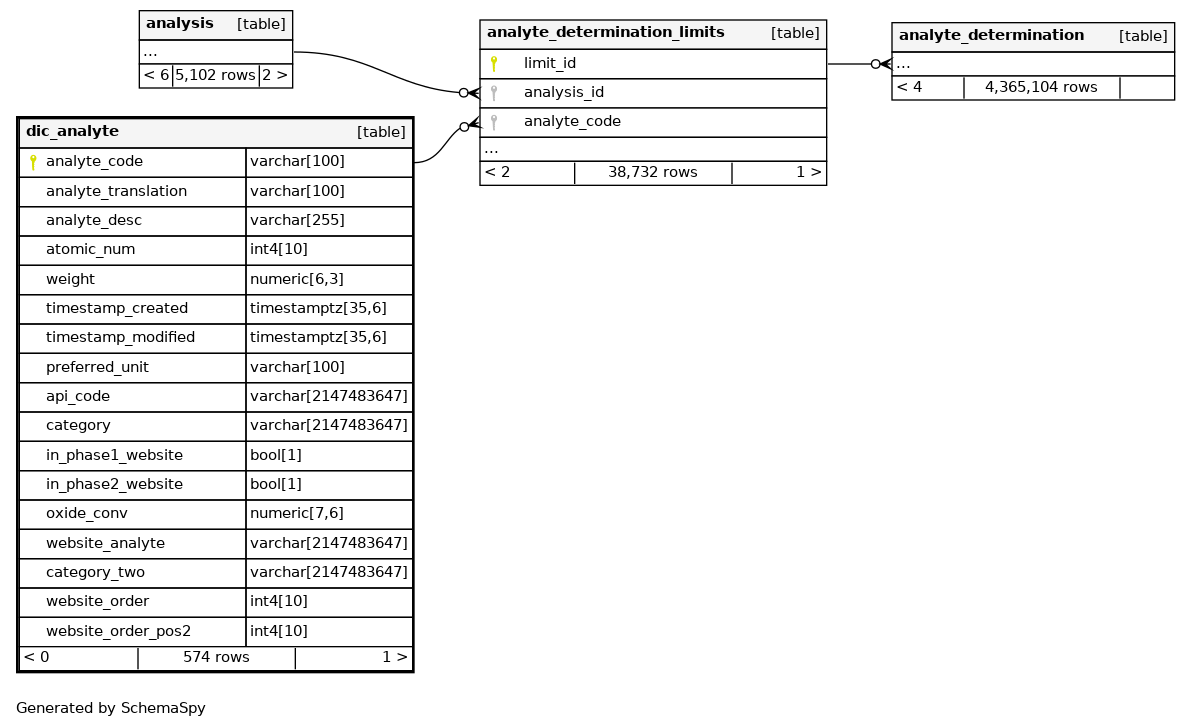 analysis [table]
...
< 6 5,102 rows 2 >
analyte_determination_limits [table]
limit_id
analysis_id
analyte_code
...
< 2 38,732 rows 1 >
analyte_determination [table]
...
< 4 4,365,104 rows
dic_analyte [table]
analyte_code varchar[100]
analyte_translation varchar[100]
analyte_desc varchar[255]
atomic_num int4[10]
weight numeric[6,3]
timestamp_created timestamptz[35,6]
timestamp_modified timestamptz[35,6]
preferred_unit varchar[100]
api_code varchar[2147483647]
category varchar[2147483647]
in_phase1_website bool[1]
in_phase2_website bool[1]
oxide_conv numeric[7,6]
website_analyte varchar[2147483647]
category_two varchar[2147483647]
website_order int4[10]
website_order_pos2 int4[10]
< 0 574 rows 1 >
Generated by SchemaSpy